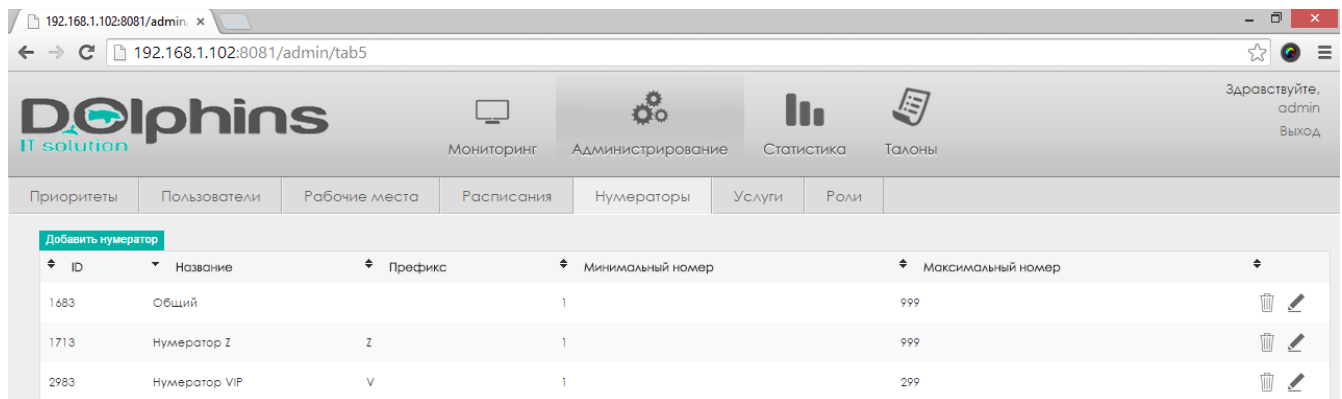 192.168.1.102:8081/admin/
192.168.1.102:8081/admin/tab5
Dolphins
IT solution
Мониторинг
Администрирование
Статистика
Талоны
Здравствуйте,
admin
Выход
Приоритеты Пользователи Рабочие места Расписания Нумераторы Услуги Роли
Добавить нумератор
ID Название Префикс Минимальный номер Максимальный номер
1683 Общий 1 999
1713 Нумератор Z Z 1 999
2983 Нумератор VIP V 1 299